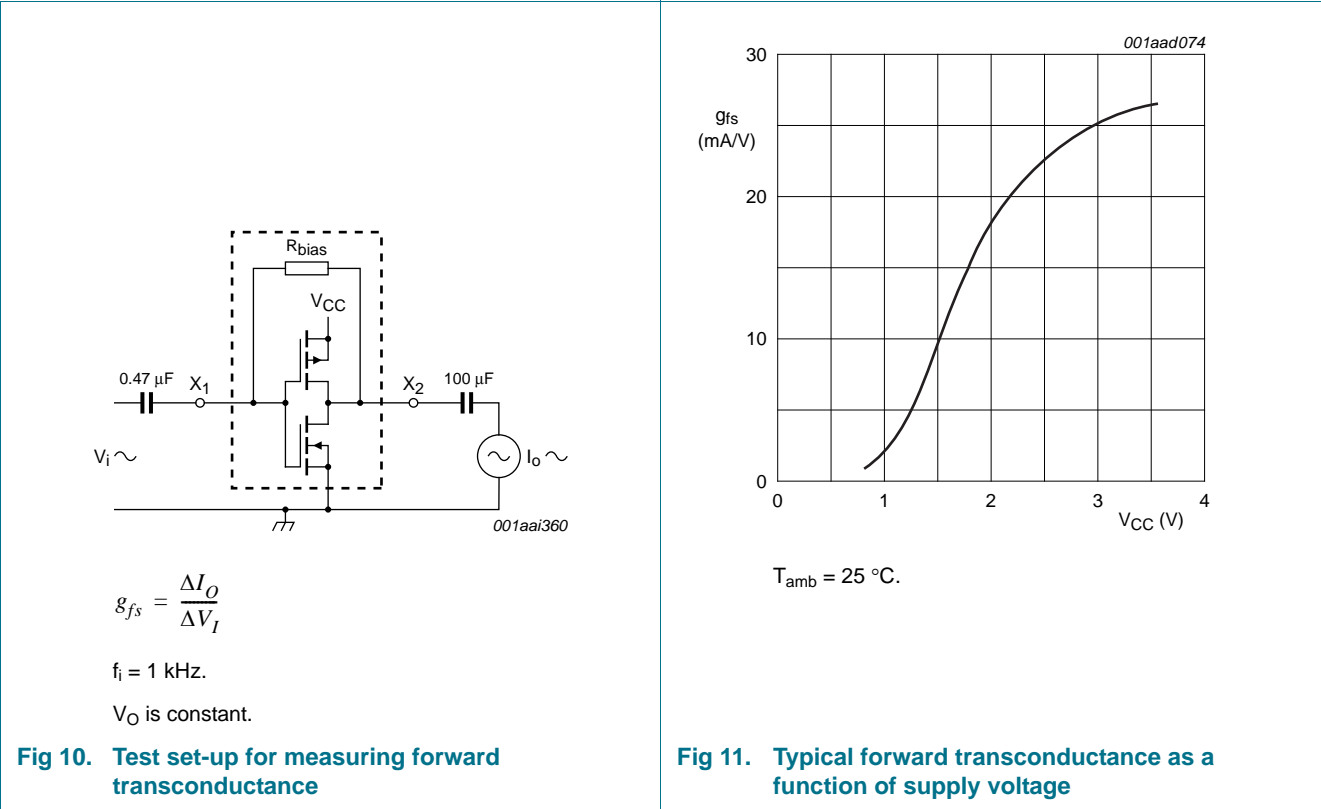 R_bias
V_CC
0.47 μF X_1
X_2 100 μF
V_i ∼
I_o ∼
001aai360
g_fs = ΔI_O / ΔV_I
f_i = 1 kHz.
V_O is constant.
Fig 10. Test set-up for measuring forward
transconductance
001aad074
30
g_fs
(mA/V)
20
10
0
0 1 2 3 4
V_CC (V)
T_amb = 25 °C.
Fig 11. Typical forward transconductance as a
function of supply voltage